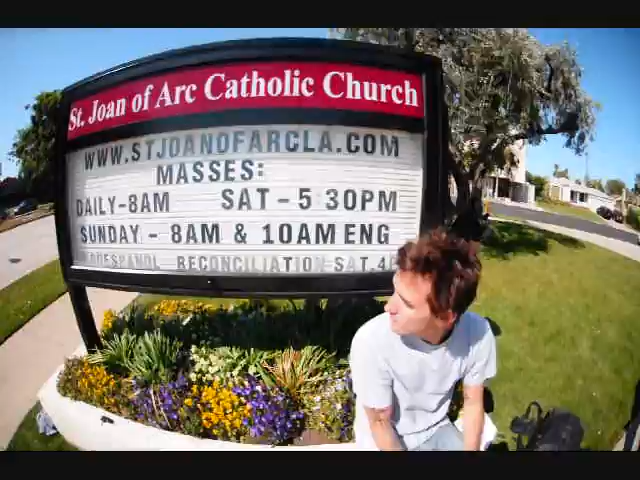 St. Joan of Arc Catholic Church
WWW.STJOANOFARCLA.COM
MASSES:
DAILY-8AM SAT-5:30PM
SUNDAY - 8AM & 10AM ENG
ESPANOL RECONCILIATION SAT.4